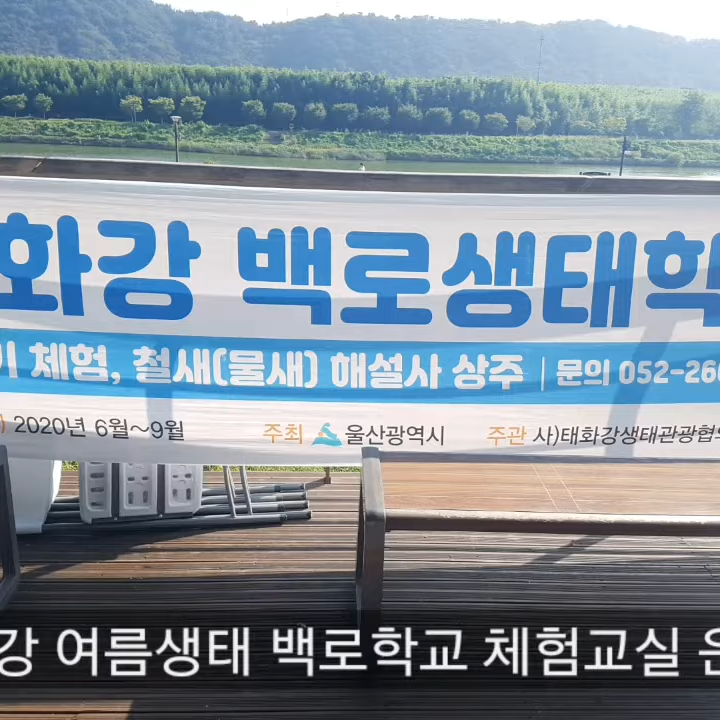 화강 백로생태학
체험, 철새(물새) 해설사 상주 | 문의 052-266
2020년 6월~9월 주최 울산광역시 주관 사)태화강생태관광협의
강 여름생태 백로학교 체험교실 운